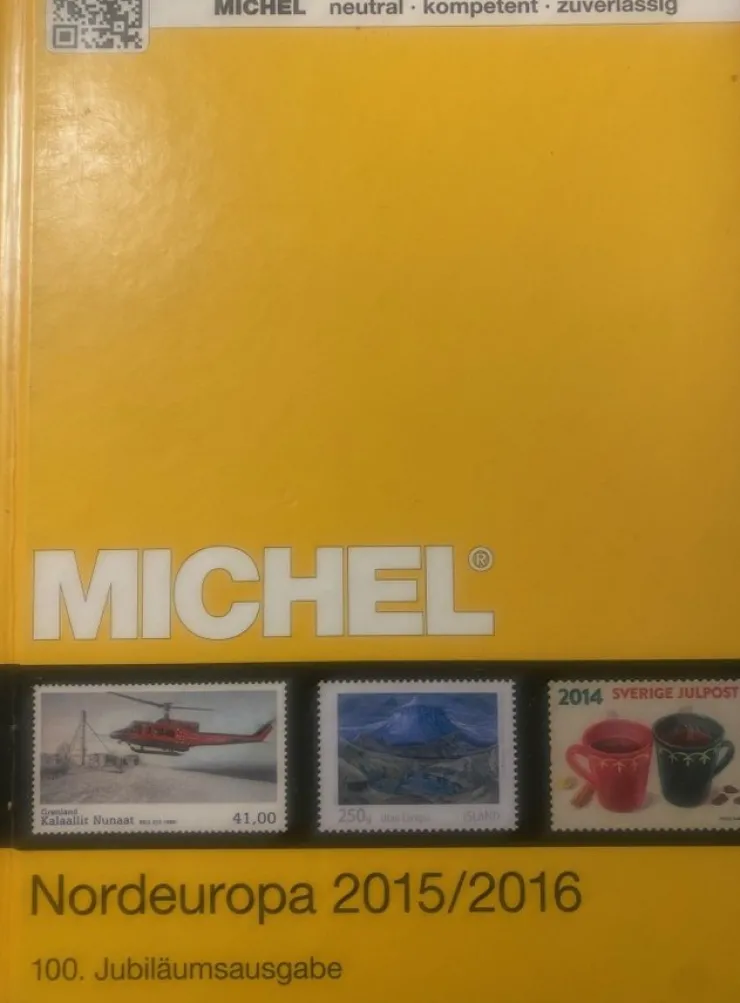 MICHEL neutral · kompetent · zuverlässig
MICHEL®
2014 SVERIGE JULPOST
Grønland
Kalaallit Nunaat
41,00
250g
ÍSLAND
Nordeuropa 2015/2016
100. Jubiläumsausgabe